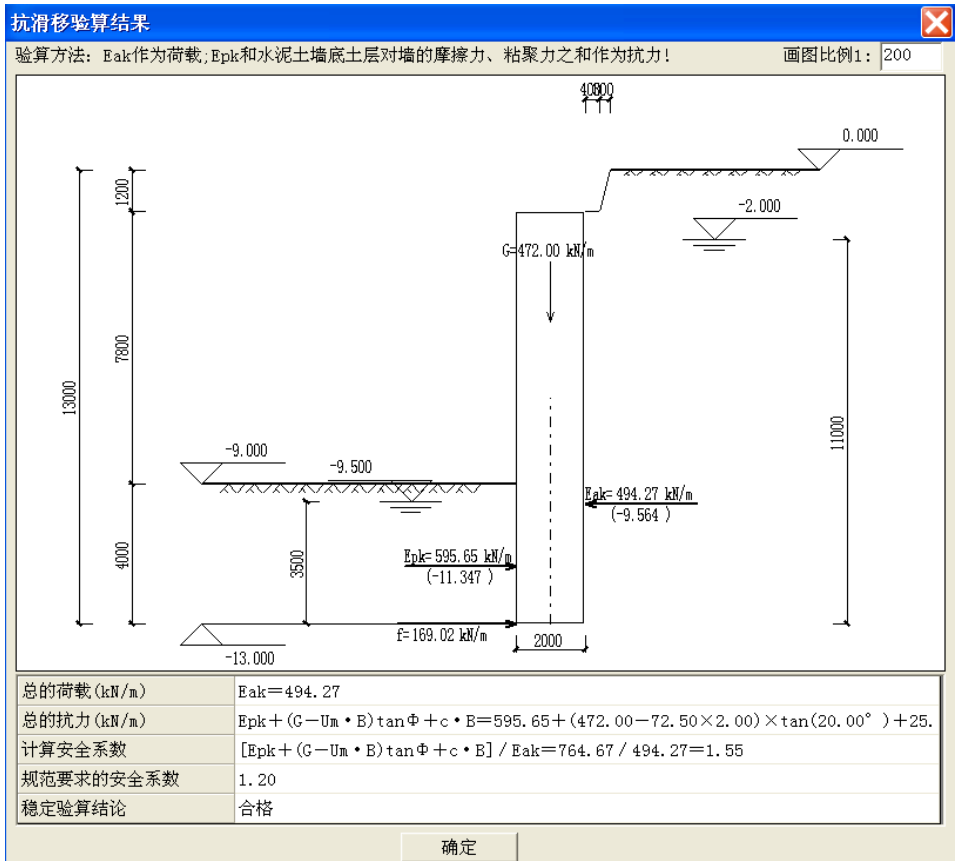 抗滑移验算结果
验算方法: Eak作为荷载;Epk和水泥土墙底土层对墙的摩擦力、粘聚力之和作为抗力!
画图比例1: 200
0.000
1200
-2.000
G=472.00 kN/m
7800
13000
11000
-9.000
-9.500
Eak=494.27 kN/m
(-9.564 )
4000
3500
Epk=595.65 kN/m
(-11.347 )
f=169.02 kN/m
2000
-13.000
总的荷载(kN/m) Eak=494.27
总的抗力(kN/m) Epk+(G-Um·B)tanΦ+c·B=595.65+(472.00-72.50×2.00)×tan(20.00°)+25.
计算安全系数 [Epk+(G-Um·B)tanΦ+c·B]/Eak=764.67/494.27=1.55
规范要求的安全系数 1.20
稳定验算结论 合格
确定